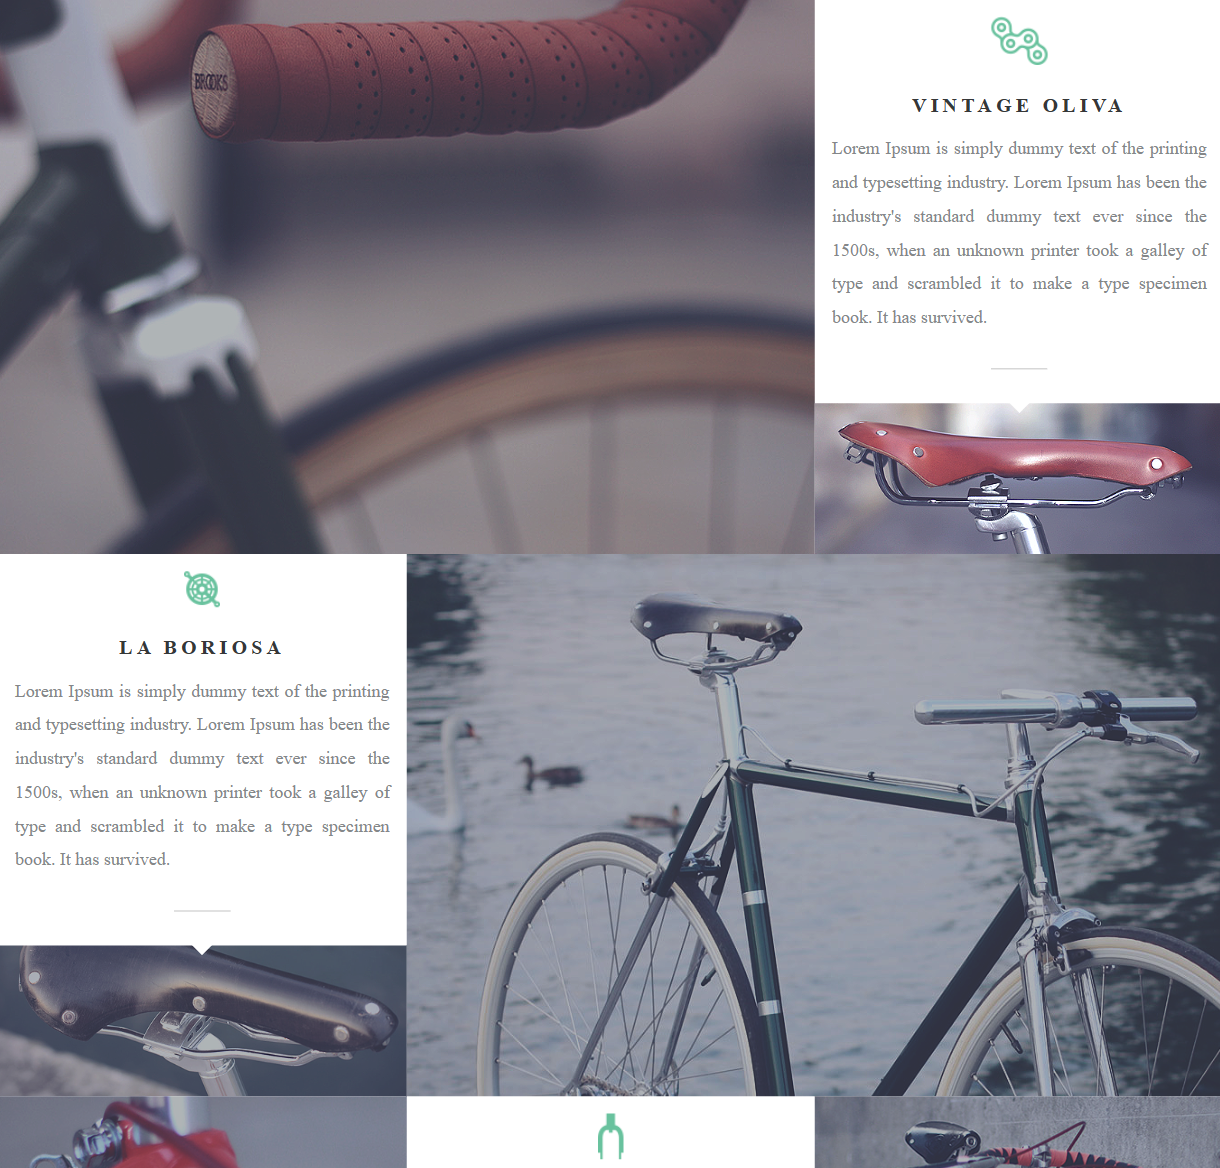 BROOKS
VINTAGE OLIVA
Lorem Ipsum is simply dummy text of the printing
and typesetting industry. Lorem Ipsum has been the
industry's standard dummy text ever since the
1500s, when an unknown printer took a galley of
type and scrambled it to make a type specimen
book. It has survived.
LA BORIOSA
Lorem Ipsum is simply dummy text of the printing
and typesetting industry. Lorem Ipsum has been the
industry's standard dummy text ever since the
1500s, when an unknown printer took a galley of
type and scrambled it to make a type specimen
book. It has survived.